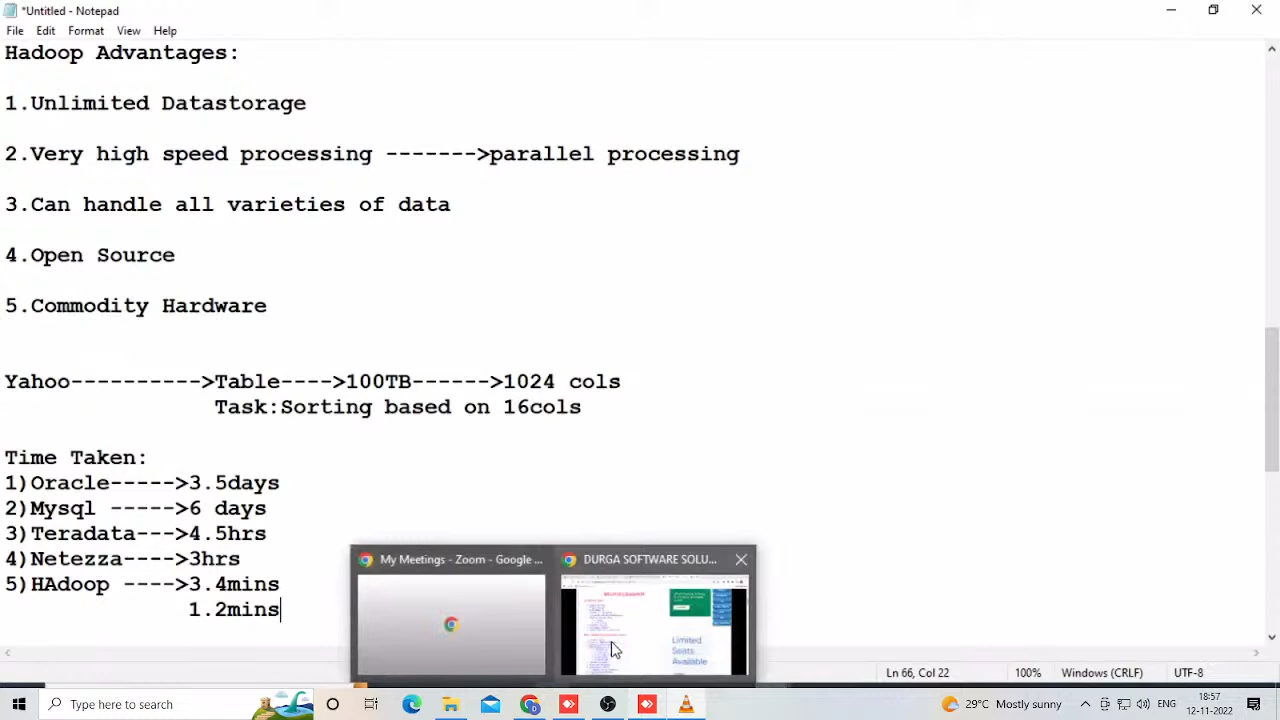 *Untitled - Notepad
File Edit Format View Help
Hadoop Advantages:
1.Unlimited Datastorage
2.Very high speed processing ------->parallel processing
3.Can handle all varieties of data
4.Open Source
5.Commodity Hardware
Yahoo---------->Table---->100TB------>1024 cols
Task:Sorting based on 16cols
Time Taken:
1)Oracle----->3.5days
2)Mysql ----->6 days
3)Teradata--->4.5hrs
4)Netezza---->3hrs
5)HAdoop ---->3.4mins
1.2mins
My Meetings - Zoom - Google ...
DURGA SOFTWARE SOLU...
Limited
Seats
Available
Ln 66, Col 22 100% Windows (CRLF) UTF-8
Type here to search
29°C Mostly sunny ENG 18:57 12-11-2022